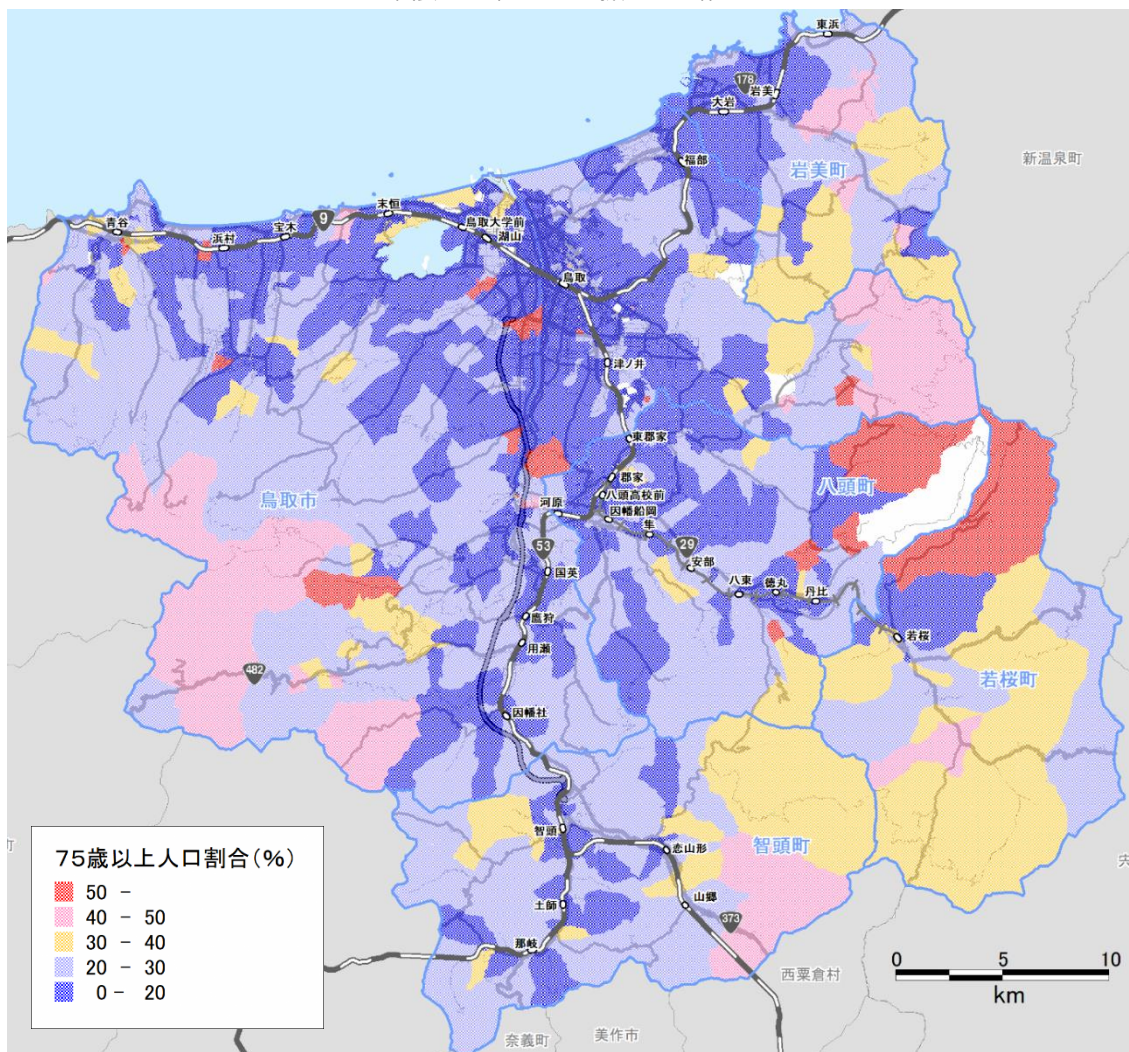 東浜
178
岩美
大岩
新温泉町
福部
岩美町
末恒
9
青谷
宝木
鳥取大学前
浜村
湖山
鳥取
津ノ井
東郡家
郡家
八頭町
八頭高校前
鳥取市
河原
因幡船岡
隼
53
29
国英
安部
八東
徳丸
丹比
鷹狩
若桜
用瀬
482
若桜町
因幡社
智頭
恋山形
智頭町
土師
山郷
373
那岐
西粟倉村
奈義町
美作市
75歳以上人口割合(%)
50 -
40 - 50
30 - 40
20 - 30
0 - 20
0 5 10
km